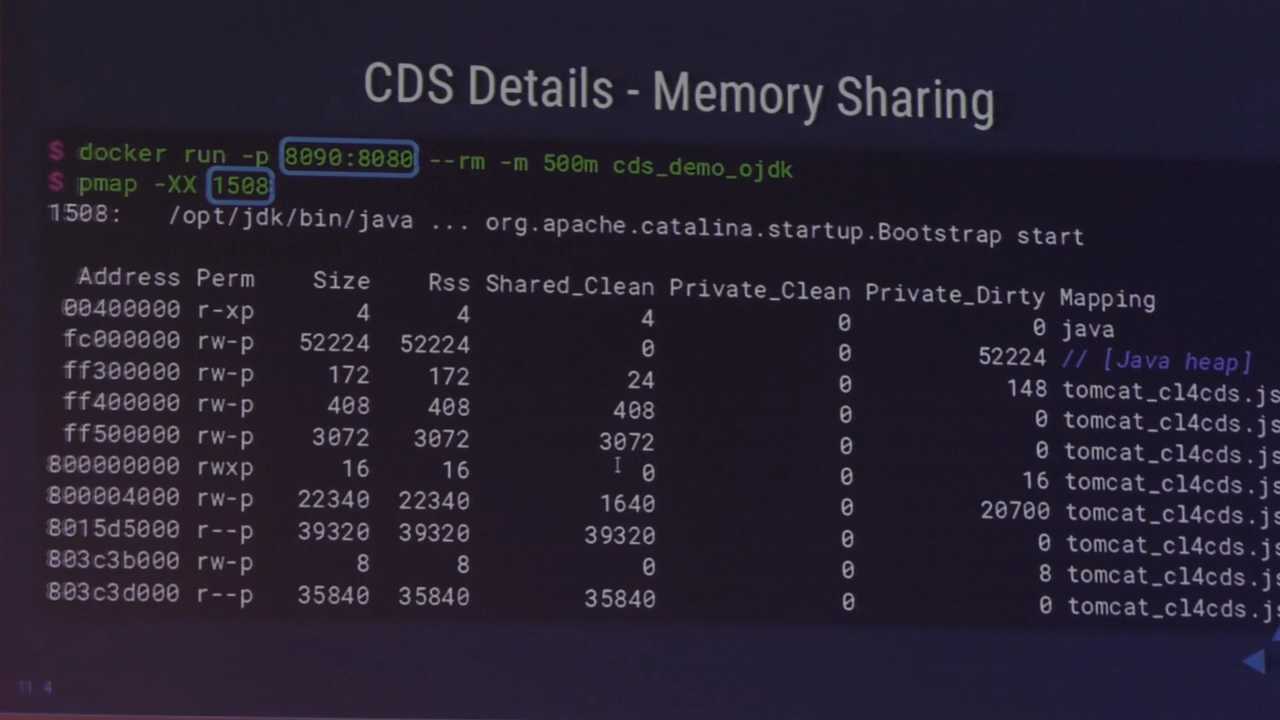 CDS Details - Memory Sharing
$ docker run -p 8090:8080 --rm -m 500m cds_demo_ojdk
$ pmap -XX 1508
1508: /opt/jdk/bin/java ... org.apache.catalina.startup.Bootstrap start
Address Perm Size Rss Shared_Clean Private_Clean Private_Dirty Mapping
00400000 r-xp 4 4 4 0 0 java
fc000000 rw-p 52224 52224 0 0 52224 // [Java heap]
ff300000 rw-p 172 172 24 0 148 tomcat_cl4cds.js
ff400000 rw-p 408 408 408 0 0 tomcat_cl4cds.js
ff500000 rw-p 3072 3072 3072 0 0 tomcat_cl4cds.js
800000000 rwxp 16 16 0 0 16 tomcat_cl4cds.js
800004000 rw-p 22340 22340 1640 0 20700 tomcat_cl4cds.js
8015d5000 r--p 39320 39320 39320 0 0 tomcat_cl4cds.js
803c3b000 rw-p 8 8 0 0 8 tomcat_cl4cds.js
803c3d000 r--p 35840 35840 35840 0 0 tomcat_cl4cds.js
11.4